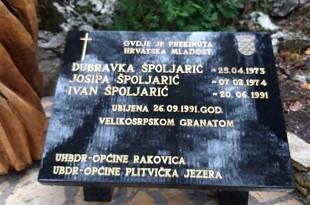 OVDJE JE PREKINUTA
HRVATSKA MLADOST
DUBRAVKA ŠPOLJARIĆ - 25.04.1973
JOSIPA ŠPOLJARIĆ - 07.02.1974
IVAN ŠPOLJARIĆ - 20.06.1991
UBIJENA 26.09.1991.GOD.
VELIKOSRPSKOM GRANATOM
UHBDR-OPĆINE RAKOVICA
UBDR-OPĆINE PLITVIČKA JEZERA